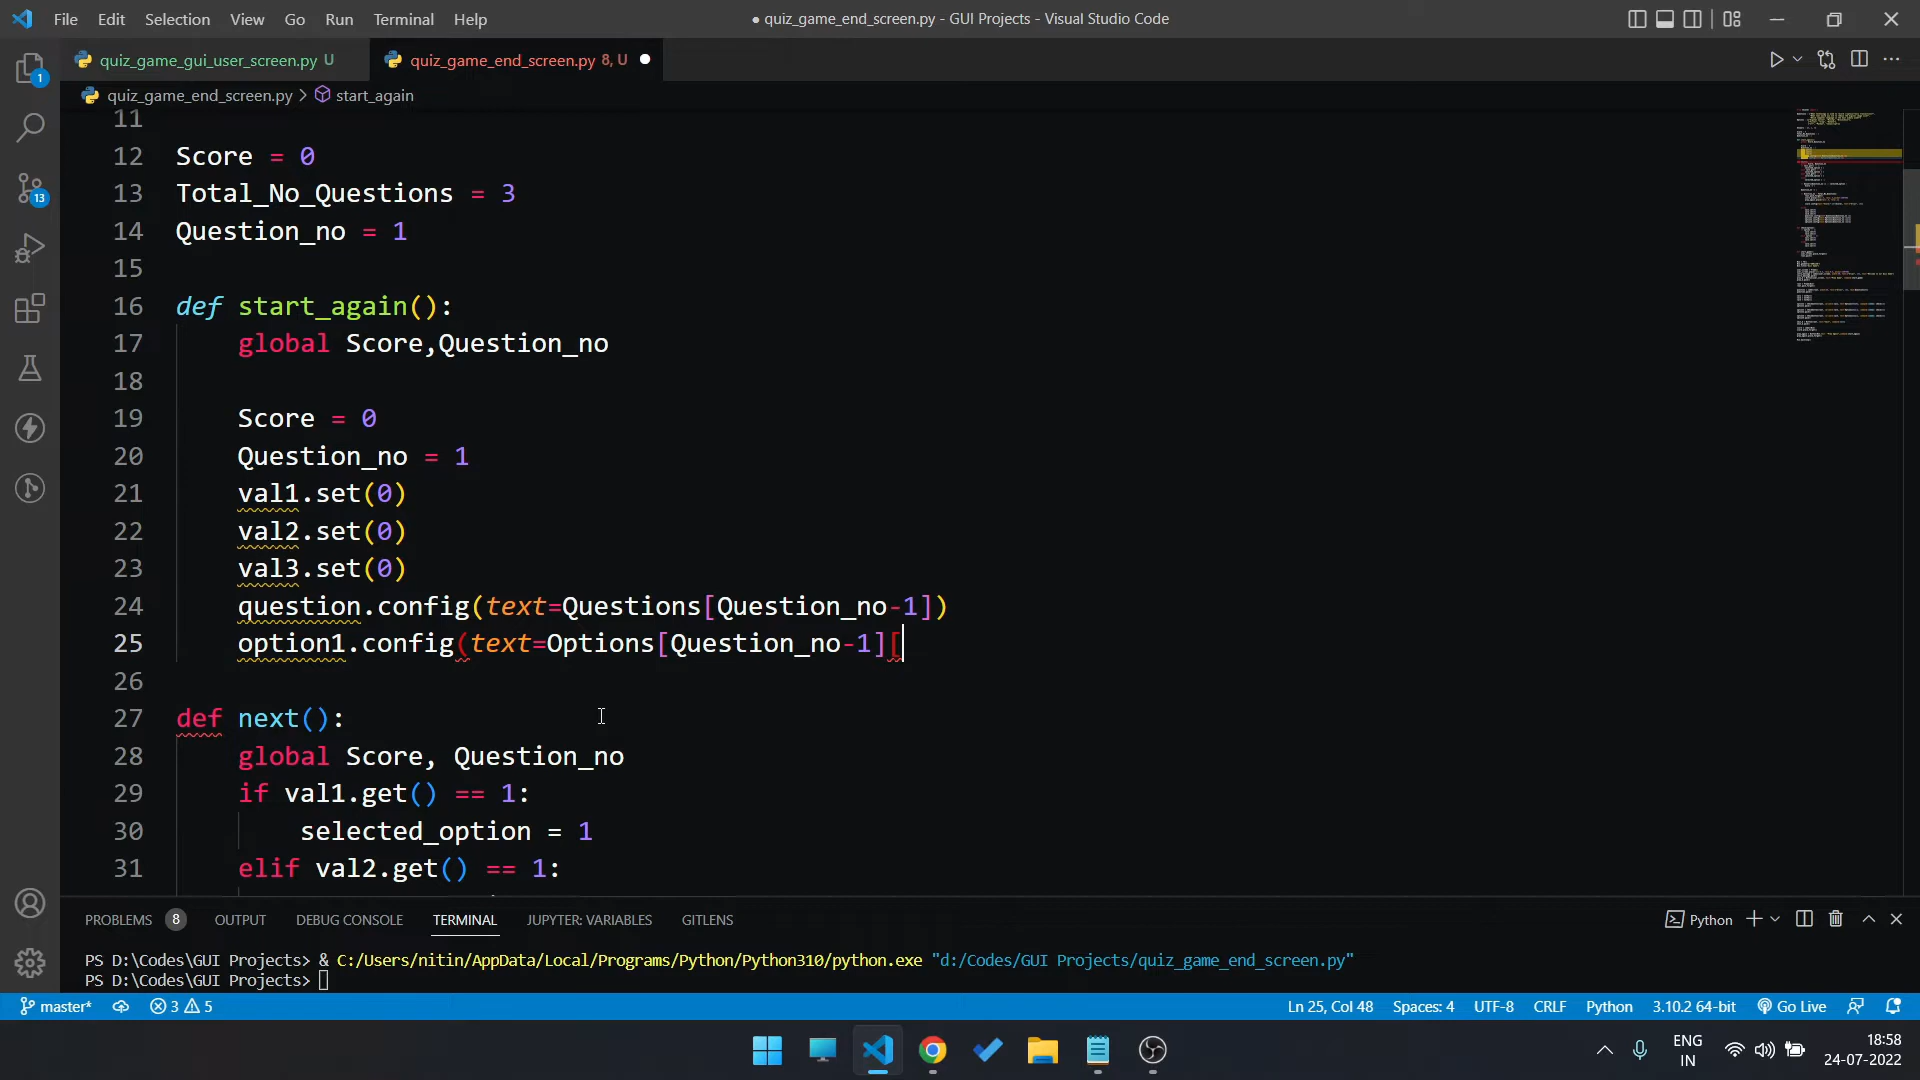 File Edit Selection View Go Run Terminal Help
● quiz_game_end_screen.py - GUI Projects - Visual Studio Code
quiz_game_gui_user_screen.py U
quiz_game_end_screen.py 8, U ●
quiz_game_end_screen.py > start_again
1
13
11
12 Score = 0
13 Total_No_Questions = 3
14 Question_no = 1
15
16 def start_again():
17 global Score,Question_no
18
19 Score = 0
20 Question_no = 1
21 val1.set(0)
22 val2.set(0)
23 val3.set(0)
24 question.config(text=Questions[Question_no-1])
25 option1.config(text=Options[Question_no-1][
26
27 def next():
28 global Score, Question_no
29 if val1.get() == 1:
30 selected_option = 1
31 elif val2.get() == 1:
PROBLEMS 8 OUTPUT DEBUG CONSOLE TERMINAL JUPYTER: VARIABLES GITLENS
Python
PS D:\Codes\GUI Projects> & C:/Users/nitin/AppData/Local/Programs/Python/Python310/python.exe "d:/Codes/GUI Projects/quiz_game_end_screen.py"
PS D:\Codes\GUI Projects>
master* 3 5 Ln 25, Col 48 Spaces: 4 UTF-8 CRLF Python 3.10.2 64-bit Go Live
ENG
IN
18:58
24-07-2022